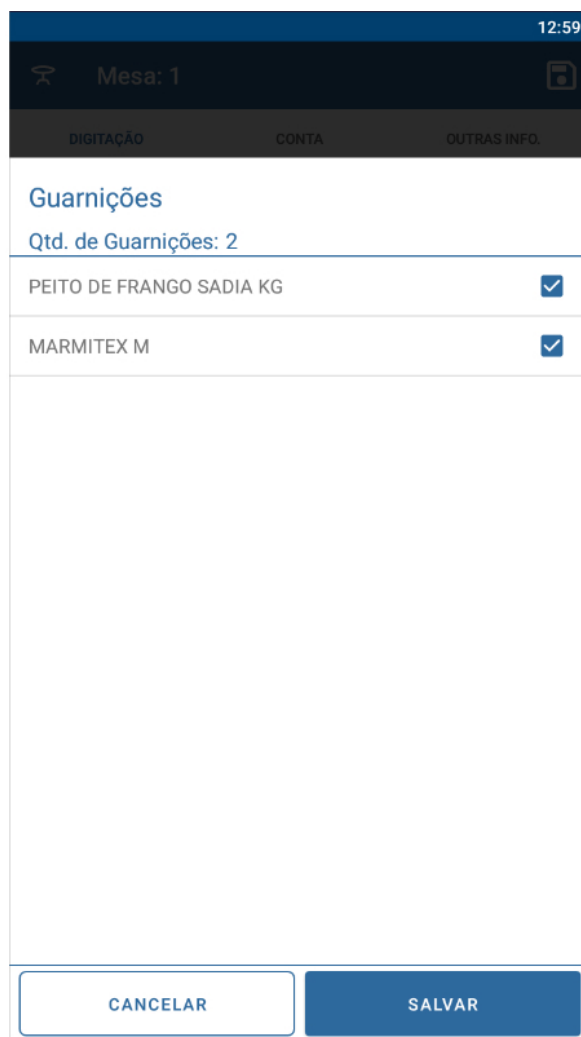 12:59
Mesa: 1
DIGITAÇÃO CONTA OUTRAS INFO.
Guarnições
Qtd. de Guarnições: 2
PEITO DE FRANGO SADIA KG
MARMITEX M
CANCELAR SALVAR